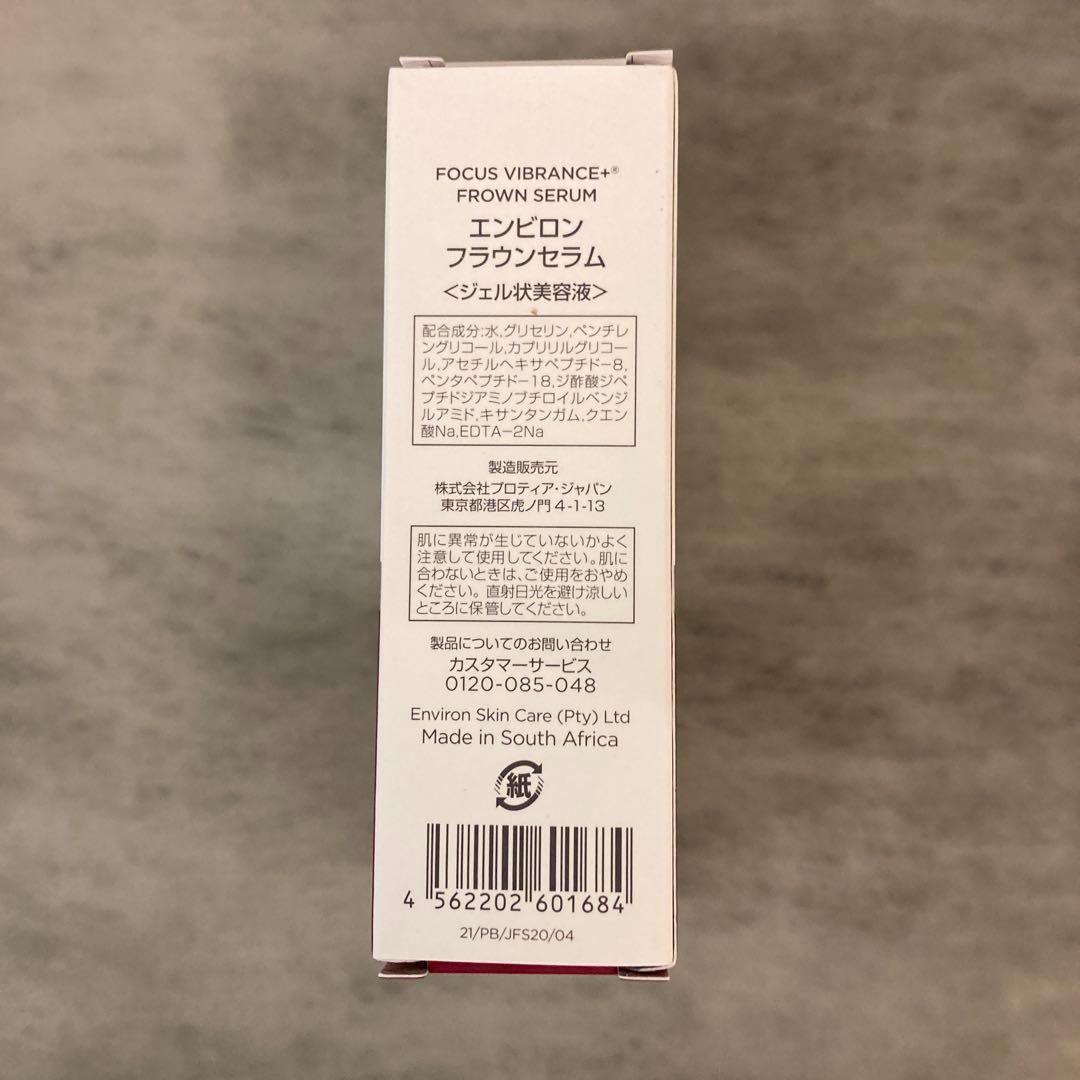 FOCUS VIBRANCE+®
FROWN SERUM
エンビロン
フラウンセラム
<ジェル状美容液>
配合成分:水,グリセリン,ペンチレ
ングリコール,カプリリルグリコー
ル,アセチルヘキサペプチド-8,
ペンタペプチド-18,ジ酢酸ジペ
プチドジアミノブチロイルベンジ
ルアミド,キサンタンガム,クエン
酸Na,EDTA-2Na
製造販売元
株式会社プロティア・ジャパン
東京都港区虎ノ門4-1-13
肌に異常が生じていないかよく
注意して使用してください。肌に
合わないときは、ご使用をおやめ
ください。直射日光を避け涼しい
ところに保管してください。
製品についてのお問い合わせ
カスタマーサービス
0120-085-048
Environ Skin Care (Pty) Ltd
Made in South Africa
紙
4 562202 601684
21/PB/JFS20/04